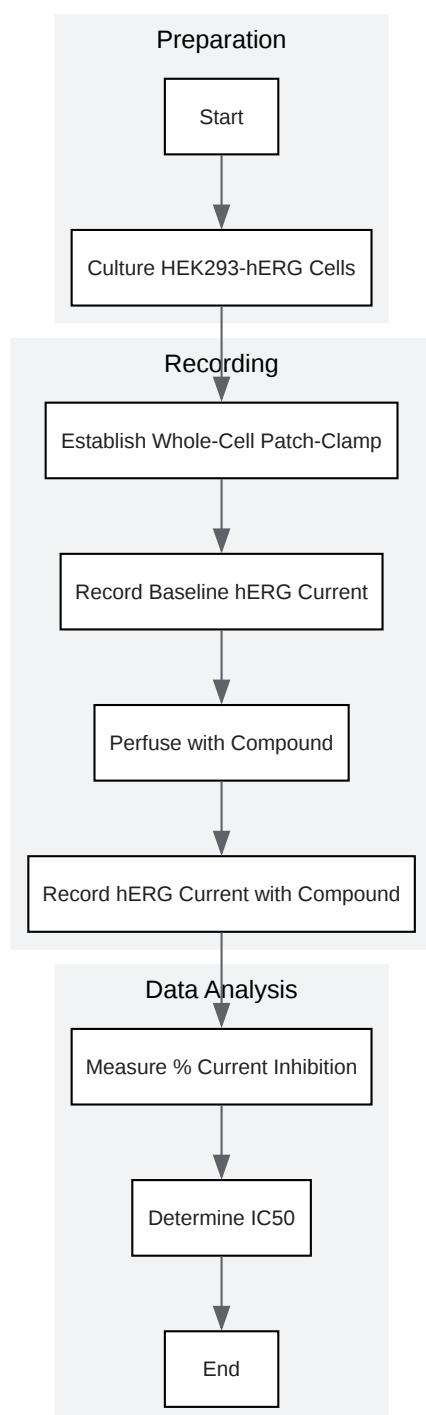 Preparation
Start
Culture HEK293-hERG Cells
Recording
Establish Whole-Cell Patch-Clamp
Record Baseline hERG Current
Perfuse with Compound
Record hERG Current with Compound
Data Analysis
Measure % Current Inhibition
Determine IC50
End